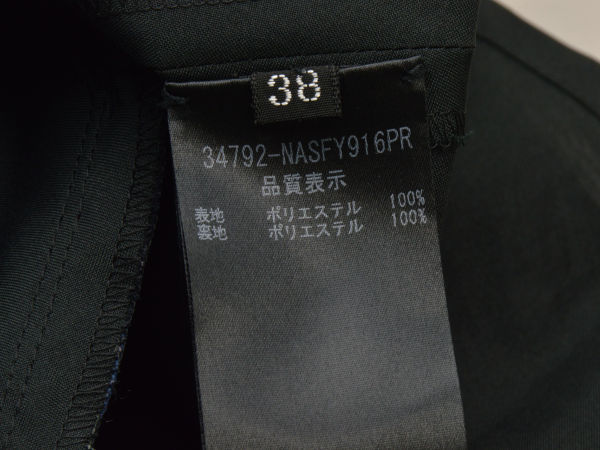 38
34792-NASFY916PR
品質表示
表地 ポリエステル 100%
裏地 ポリエステル 100%